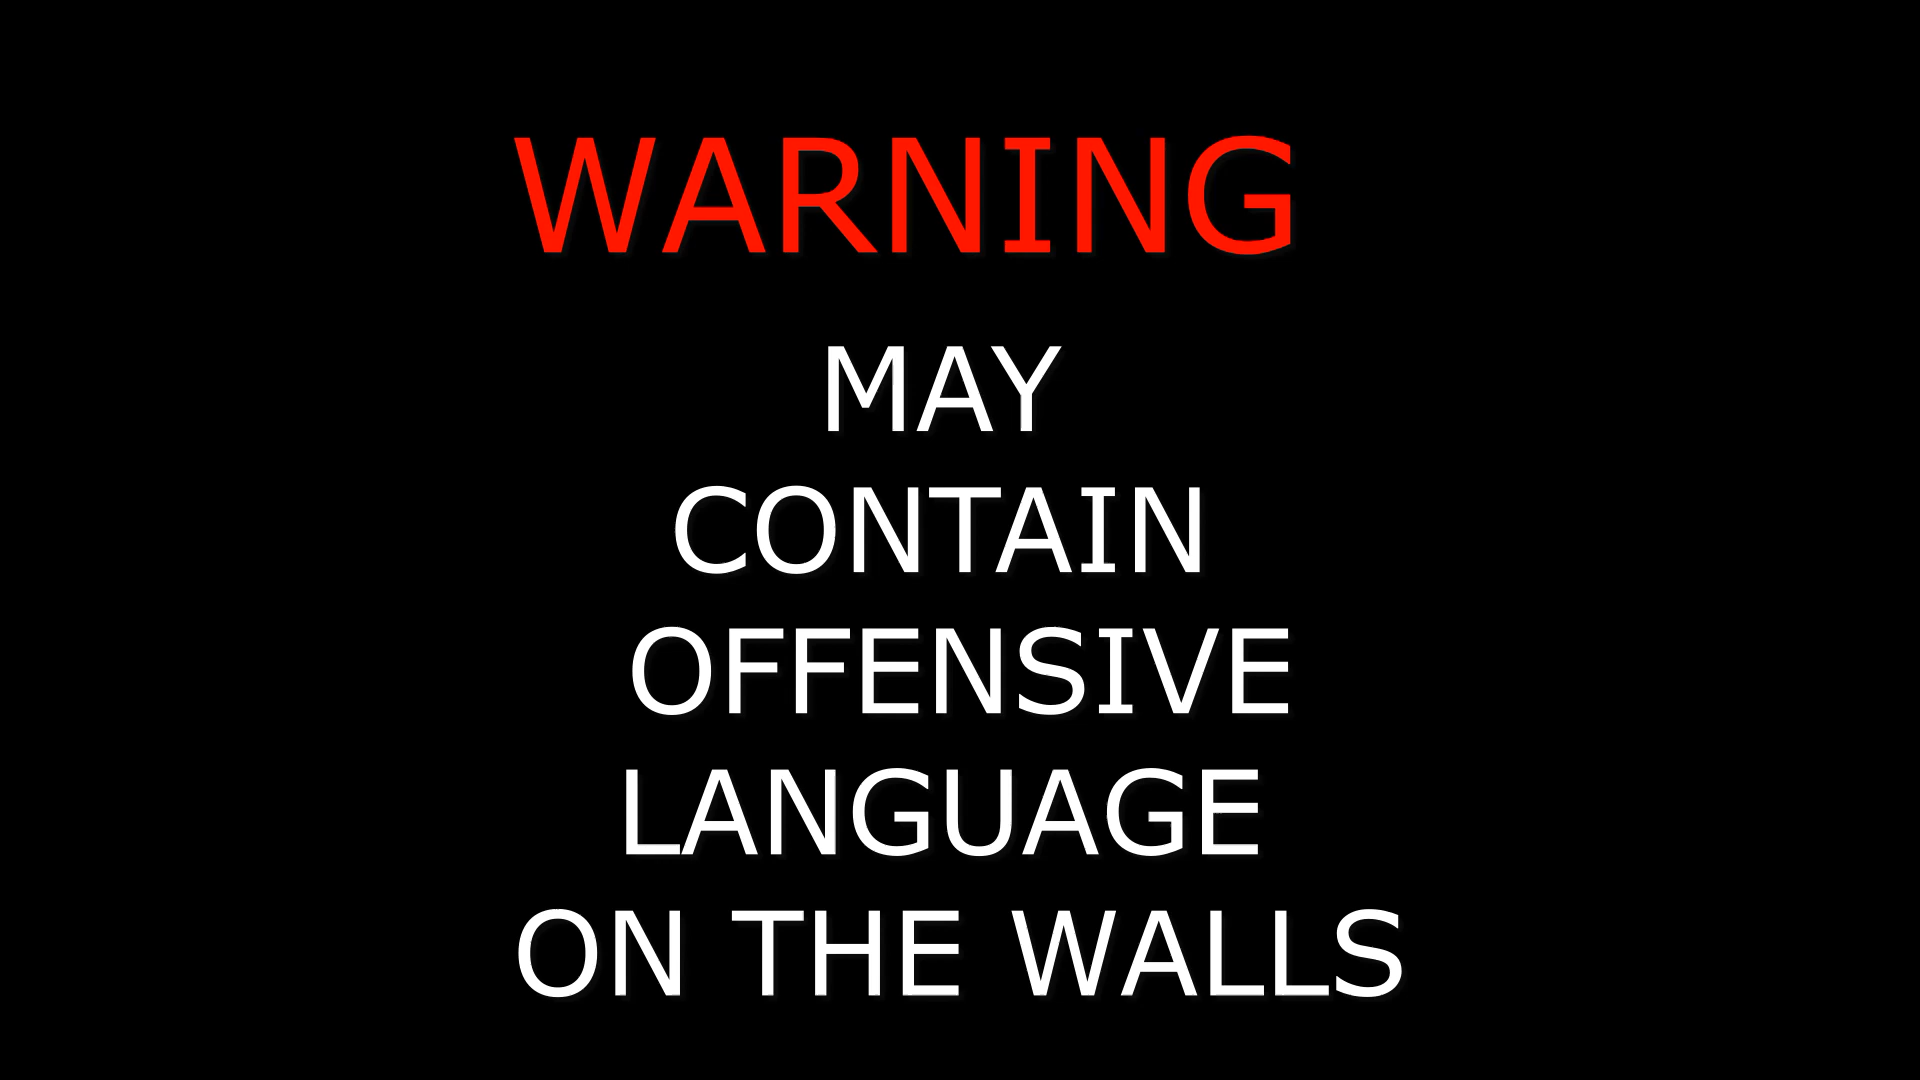 WARNING
MAY
CONTAIN
OFFENSIVE
LANGUAGE
ON THE WALLS